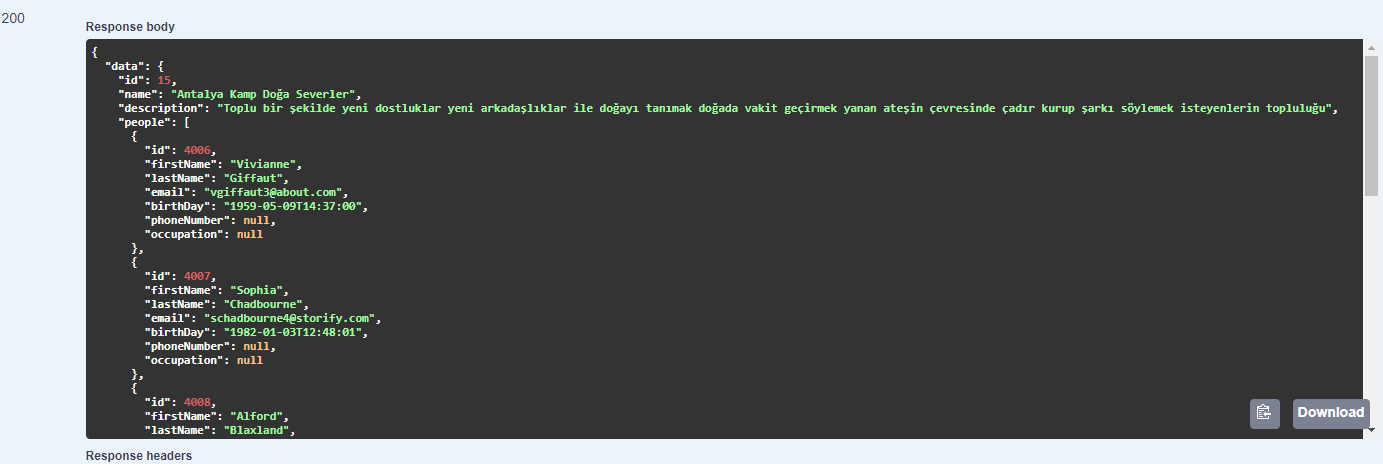 200
Response body
{
  "data": {
    "id": 15,
    "name": "Antalya Kamp Doğa Severler",
    "description": "Toplu bir şekilde yeni dostluklar yeni arkadaşlıklar ile doğayı tanımak doğada vakit geçirmek yanan ateşin çevresinde çadır kurup şarkı söylemek isteyenlerin topluluğu",
    "people": [
      {
        "id": 4006,
        "firstName": "Vivianne",
        "lastName": "Giffaut",
        "email": "vgiffaut3@about.com",
        "birthDay": "1959-05-09T14:37:00",
        "phoneNumber": null,
        "occupation": null
      },
      {
        "id": 4007,
        "firstName": "Sophia",
        "lastName": "Chadbourne",
        "email": "schadbourne4@storify.com",
        "birthDay": "1982-01-03T12:48:01",
        "phoneNumber": null,
        "occupation": null
      },
      {
        "id": 4008,
        "firstName": "Alford",
        "lastName": "Blaxland",
Download
Response headers